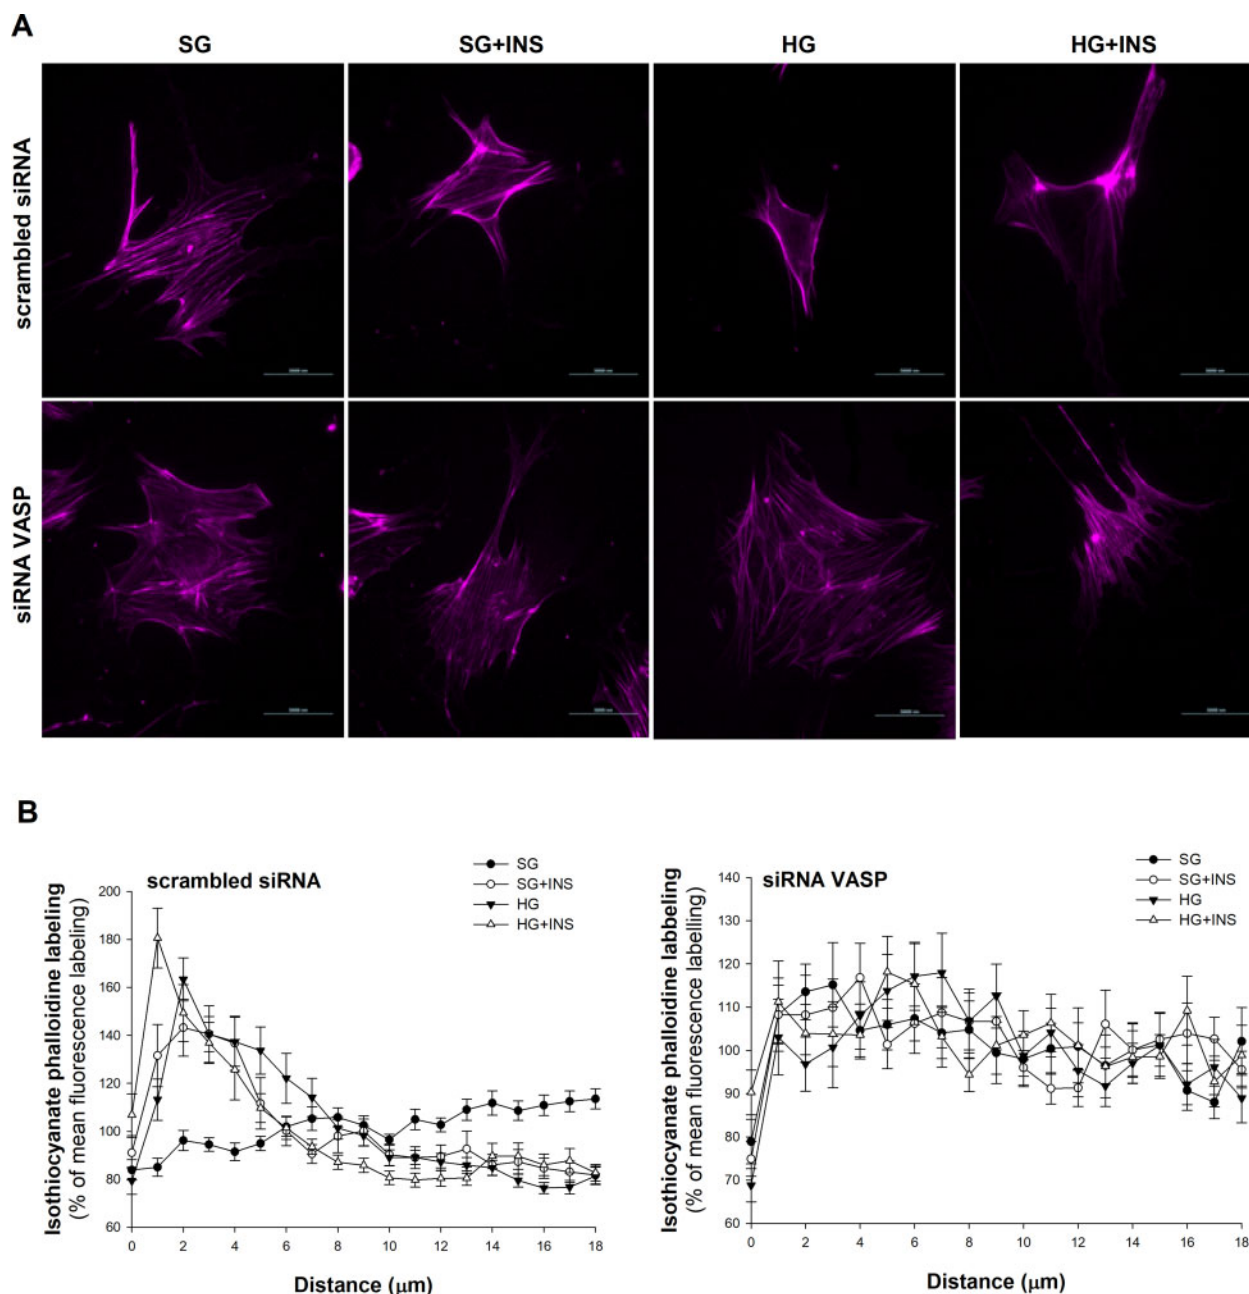 A
SG
SG+INS
HG
HG+INS
scrambled siRNA
siRNA VASP
B
scrambled siRNA
SG
SG+INS
HG
HG+INS
Isothiocyanate phalloidine labeling
(% of mean fluorescence labeling)
200
180
160
140
120
100
80
60
0
2
4
6
8
10
12
14
16
18
Distance (μm)
siRNA VASP
SG
SG+INS
HG
HG+INS
Isothiocyanate phalloidine labbeling
(% of mean fluorescence labelling)
140
130
120
110
100
90
80
70
60
0
2
4
6
8
10
12
14
16
18
Distance (μm)